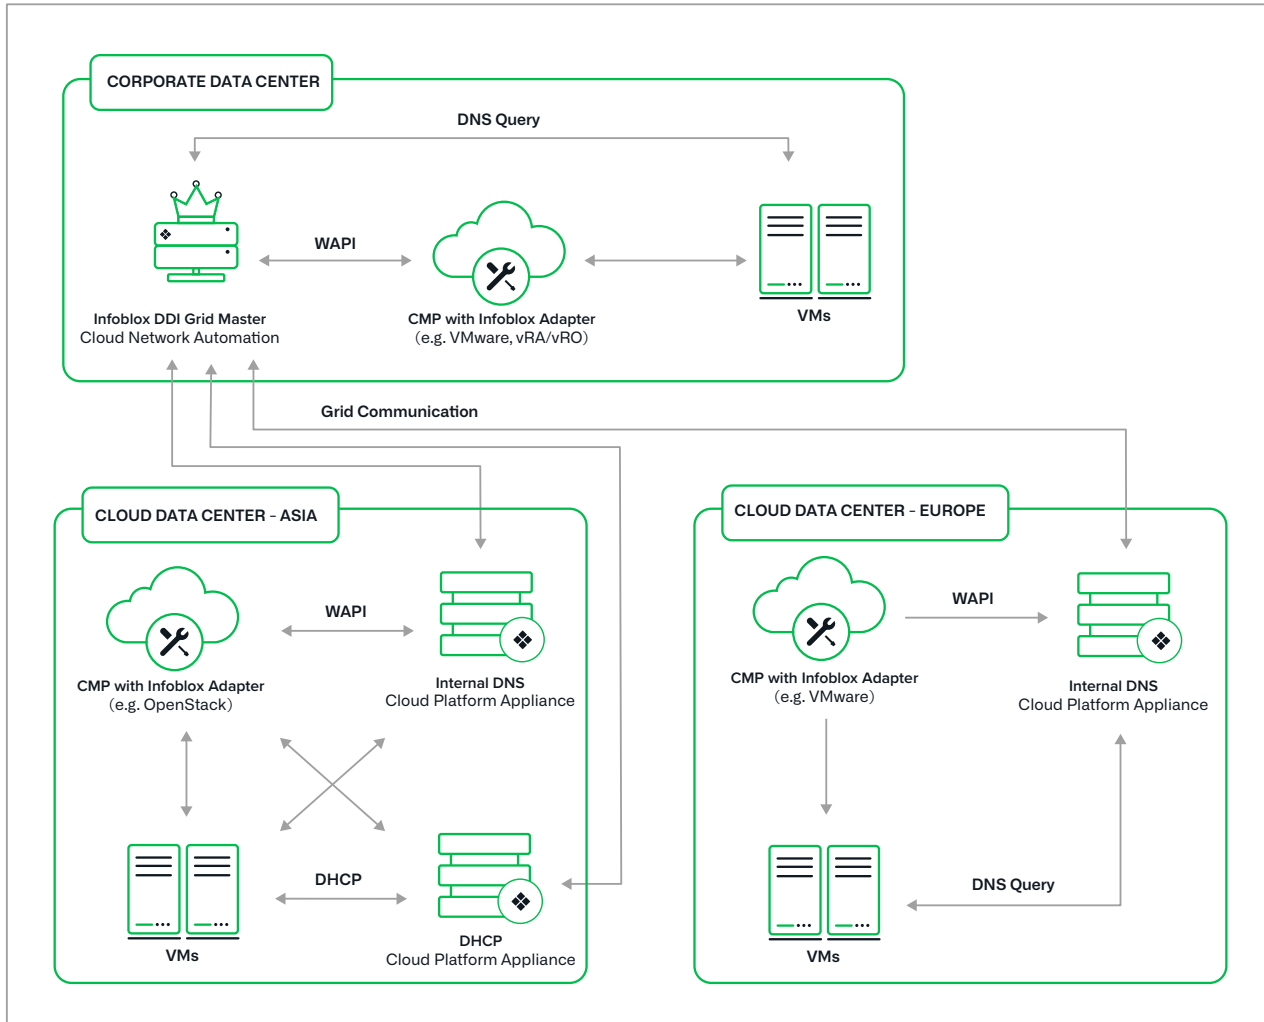 CORPORATE DATA CENTER
DNS Query
WAPI
Infoblox DDI Grid Master
Cloud Network Automation
CMP with Infoblox Adapter
(e.g. VMware, vRA/vRO)
VMs
Grid Communication
CLOUD DATA CENTER - ASIA
WAPI
CMP with Infoblox Adapter
(e.g. OpenStack)
Internal DNS
Cloud Platform Appliance
DHCP
VMs
DHCP
Cloud Platform Appliance
CLOUD DATA CENTER - EUROPE
WAPI
CMP with Infoblox Adapter
(e.g. VMware)
Internal DNS
Cloud Platform Appliance
DNS Query
VMs